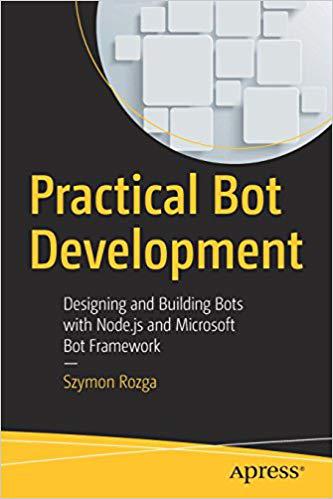 Practical Bot
Development
Designing and Building Bots
with Node.js and Microsoft
Bot Framework
—
Szymon Rozga
Apress®